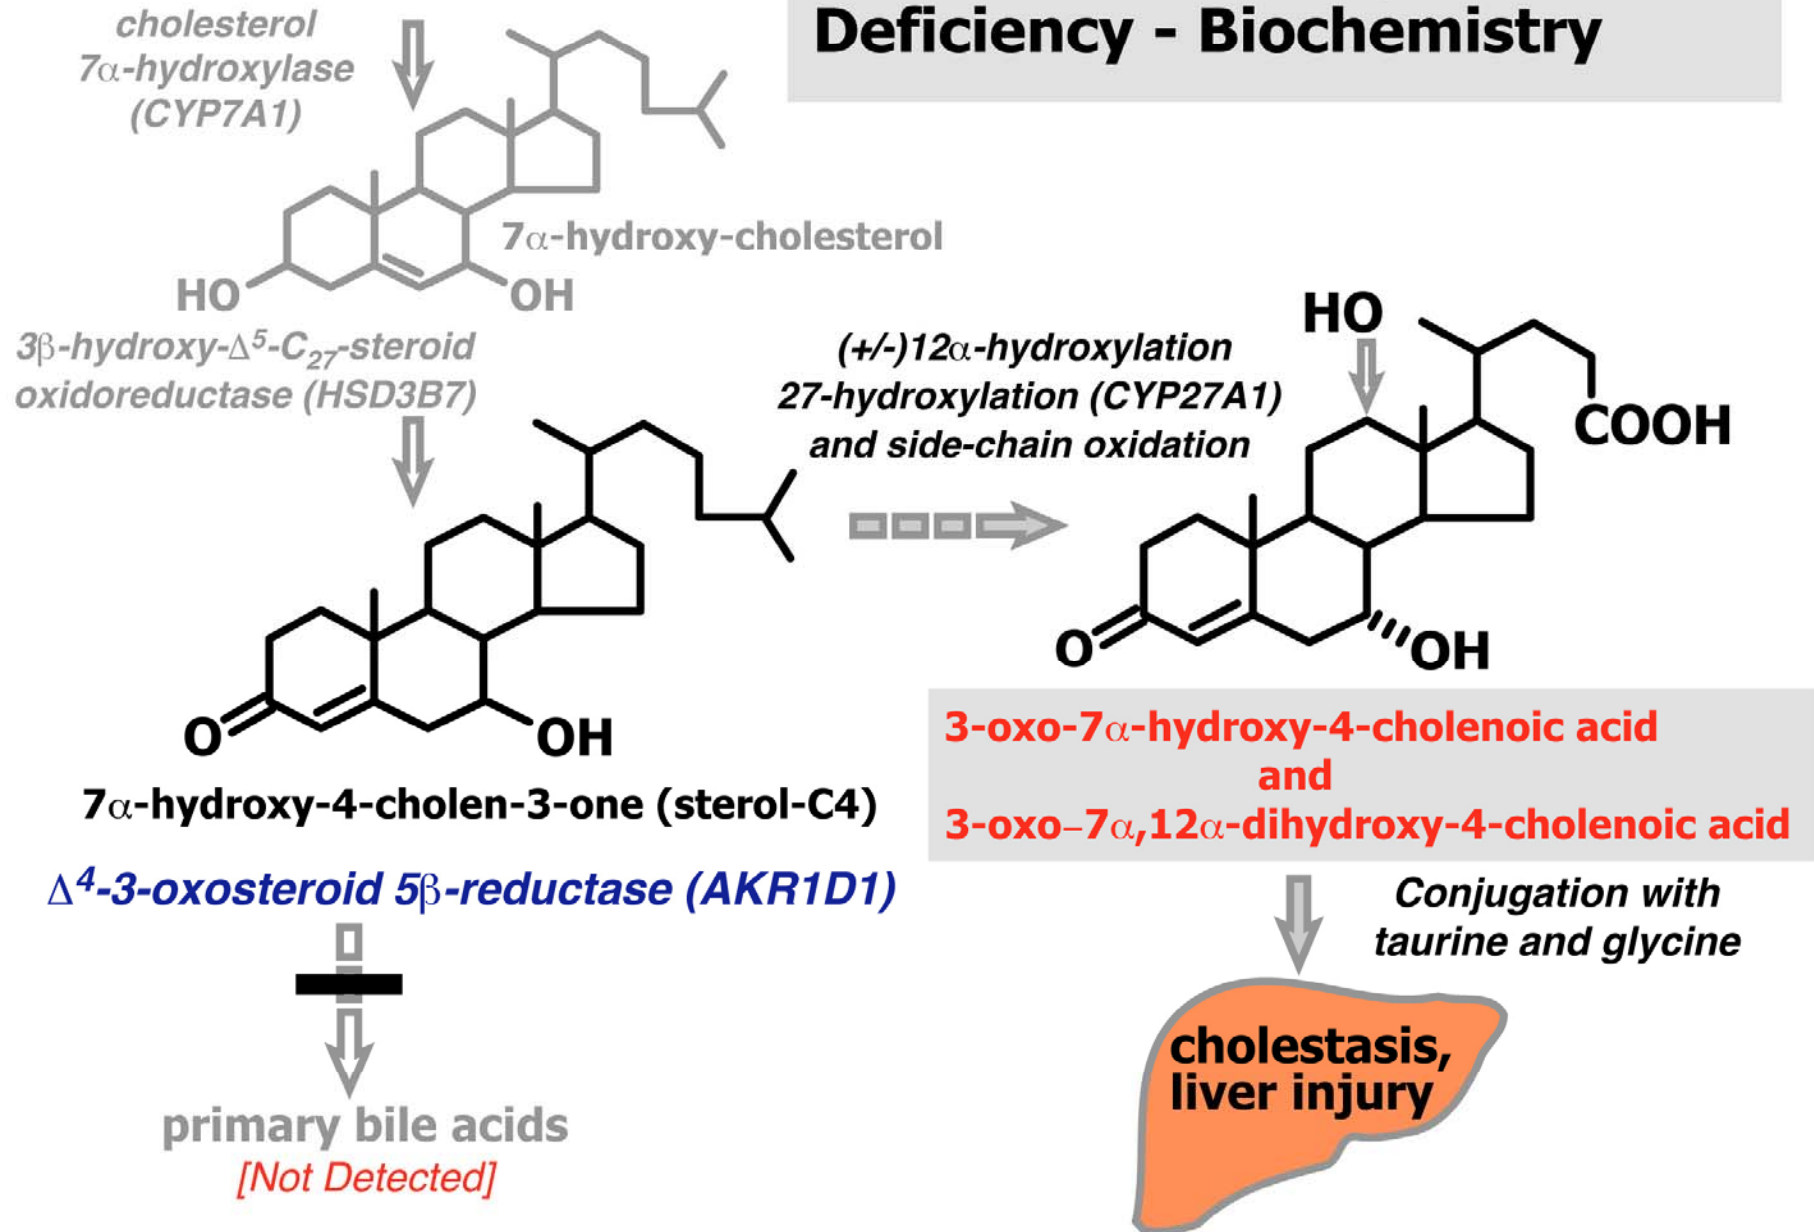 Deficiency - Biochemistry
cholesterol
7α-hydroxylase
(CYP7A1)
7α-hydroxy-cholesterol
HO
OH
3β-hydroxy-Δ⁵-C₂₇-steroid
oxidoreductase (HSD3B7)
(+/-)12α-hydroxylation
27-hydroxylation (CYP27A1)
and side-chain oxidation
HO
COOH
O
OH
O
OH
7α-hydroxy-4-cholen-3-one (sterol-C4)
3-oxo-7α-hydroxy-4-cholenoic acid
and
3-oxo–7α,12α-dihydroxy-4-cholenoic acid
Δ⁴-3-oxosteroid 5β-reductase (AKR1D1)
Conjugation with
taurine and glycine
primary bile acids
[Not Detected]
cholestasis,
liver injury